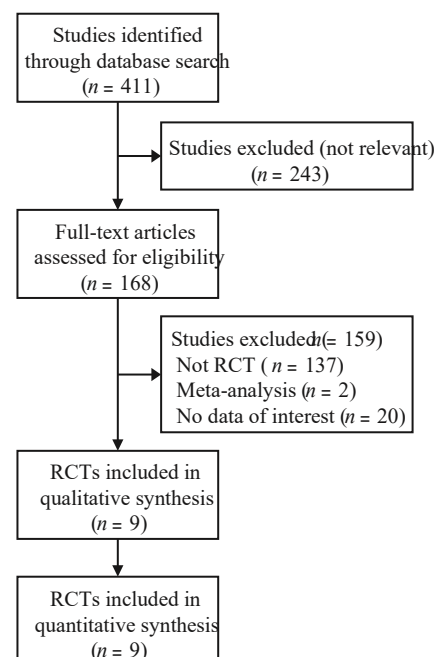 Studies identified
through database search
(n = 411)
Studies excluded (not relevant)
(n = 243)
Full-text articles
assessed for eligibility
(n = 168)
Studies excluded (n = 159)
Not RCT (n = 137)
Meta-analysis (n = 2)
No data of interest (n = 20)
RCTs included in
qualitative synthesis
(n = 9)
RCTs included in
quantitative synthesis
(n = 9)